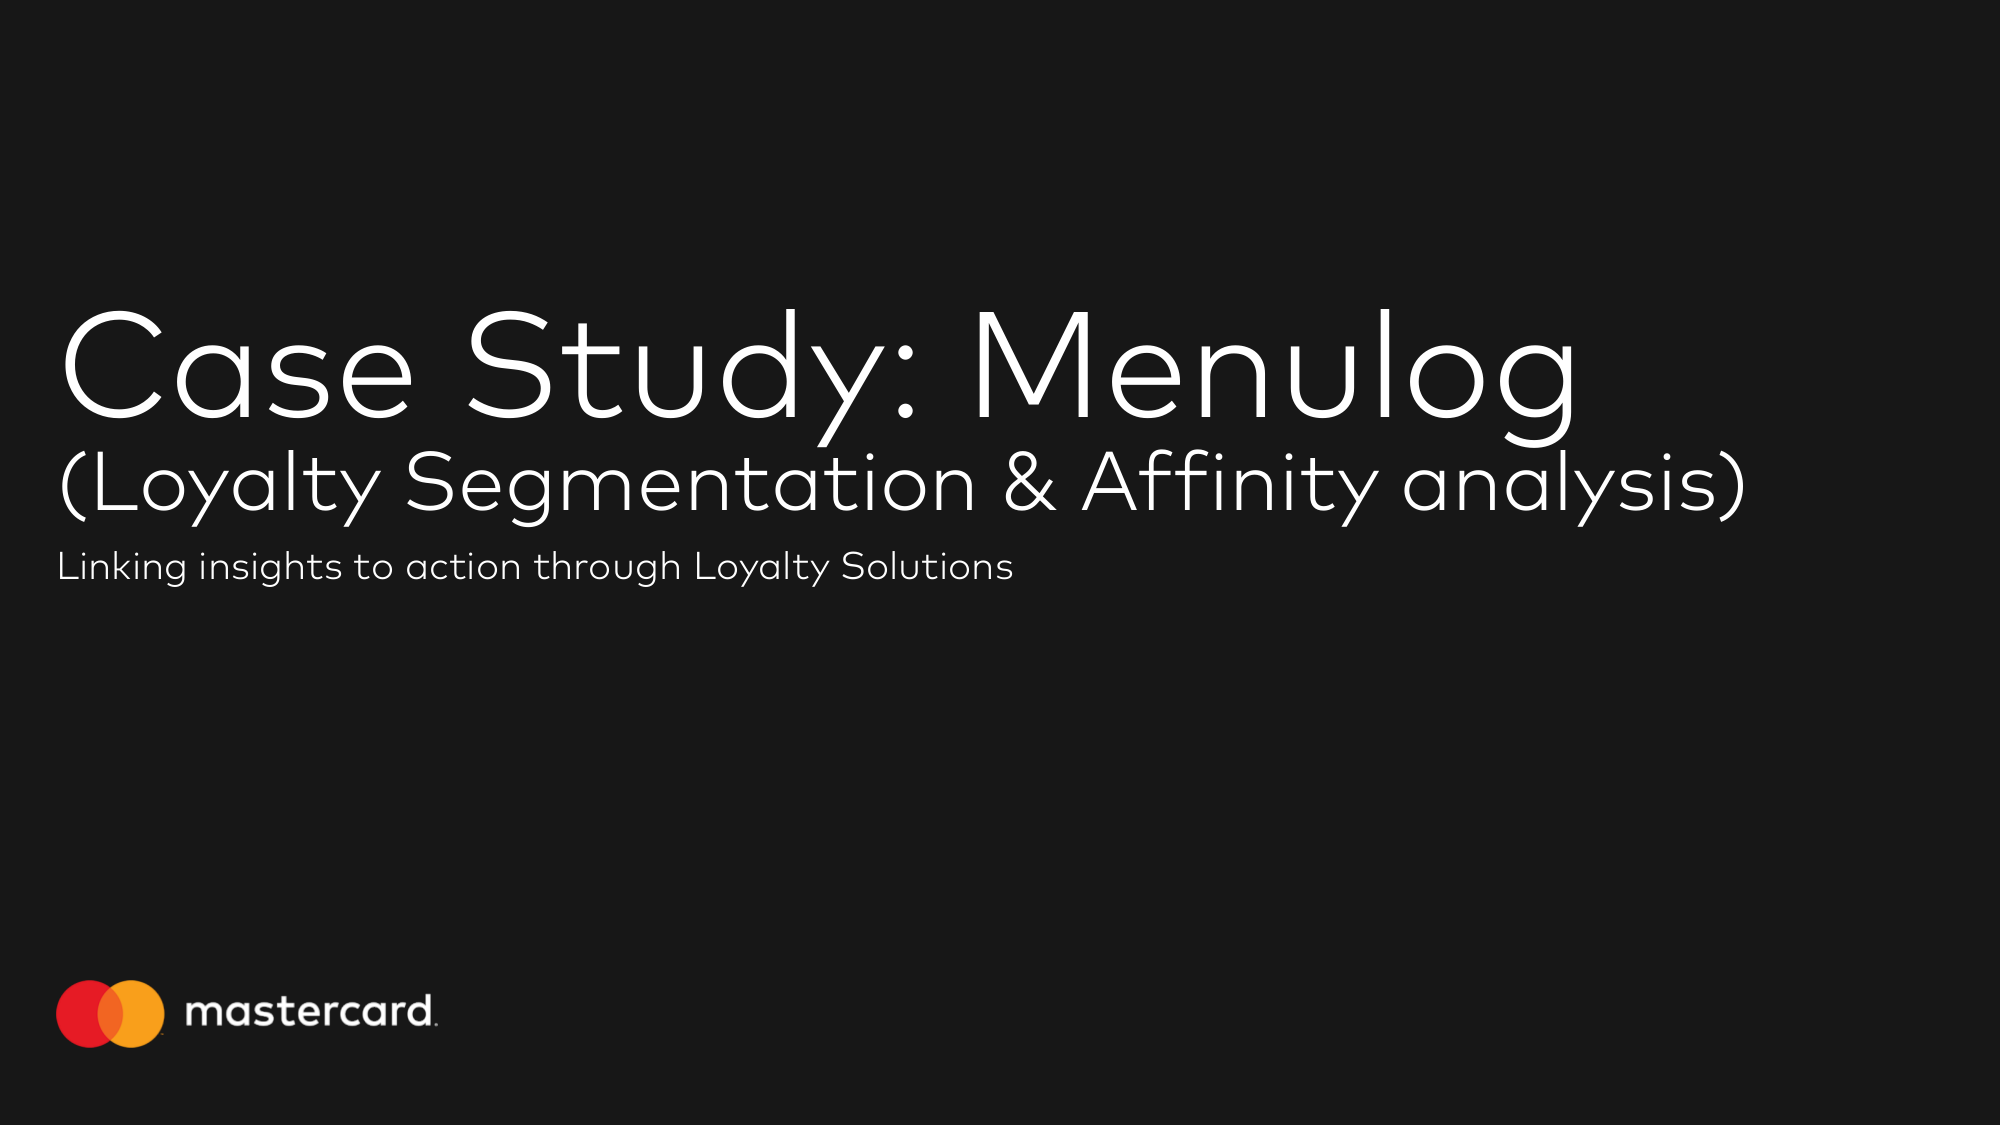 Case Study: Menulog
(Loyalty Segmentation & Affinity analysis)
Linking insights to action through Loyalty Solutions
mastercard.